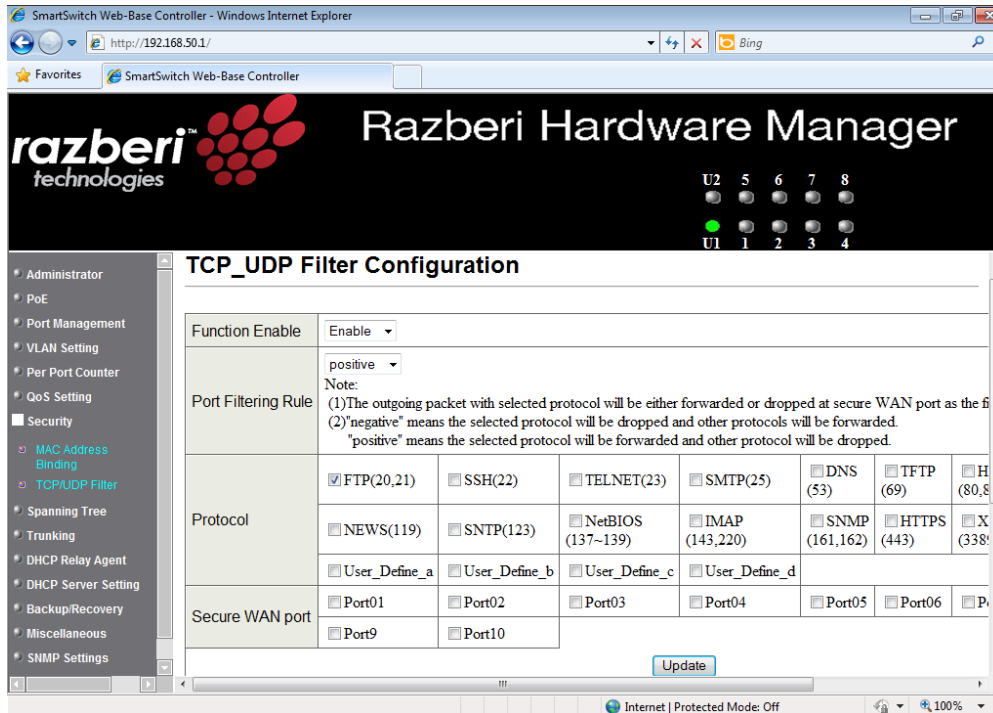 SmartSwitch Web-Base Controller - Windows Internet Explorer
http://192.168.50.1/
Bing
Favorites
SmartSwitch Web-Base Controller
razberi™
technologies
Razberi Hardware Manager
U2 5 6 7 8
U1 1 2 3 4
Administrator
PoE
Port Management
VLAN Setting
Per Port Counter
QoS Setting
Security
MAC Address
Binding
TCP/UDP Filter
Spanning Tree
Trunking
DHCP Relay Agent
DHCP Server Setting
Backup/Recovery
Miscellaneous
SNMP Settings
TCP_UDP Filter Configuration
Function Enable
Enable
Port Filtering Rule
positive
Note:
(1)The outgoing packet with selected protocol will be either forwarded or dropped at secure WAN port as the fi
(2)"negative" means the selected protocol will be dropped and other protocols will be forwarded.
"positive" means the selected protocol will be forwarded and other protocol will be dropped.
Protocol
FTP(20,21) SSH(22) TELNET(23) SMTP(25) DNS (53) TFTP (69) H (80,8
NEWS(119) SNTP(123) NetBIOS (137~139) IMAP (143,220) SNMP (161,162) HTTPS (443) X (338
User_Define_a User_Define_b User_Define_c User_Define_d
Secure WAN port
Port01 Port02 Port03 Port04 Port05 Port06 P
Port9 Port10
Update
Internet | Protected Mode: Off
100%